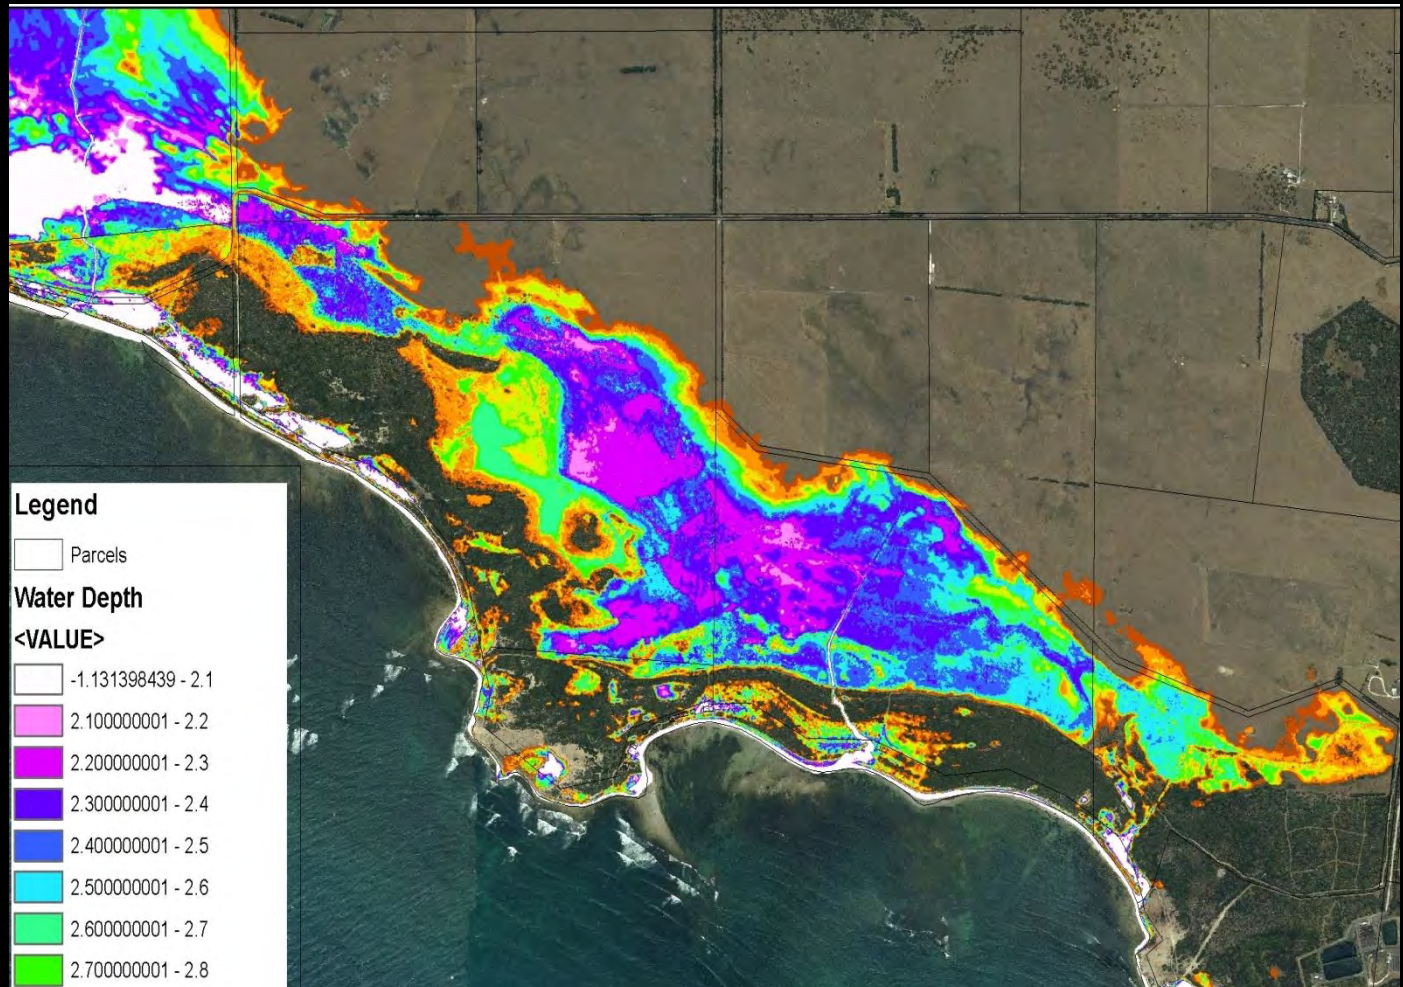 Legend
Parcels
Water Depth
<VALUE>
-1.131398439 - 2.1
2.100000001 - 2.2
2.200000001 - 2.3
2.300000001 - 2.4
2.400000001 - 2.5
2.500000001 - 2.6
2.600000001 - 2.7
2.700000001 - 2.8